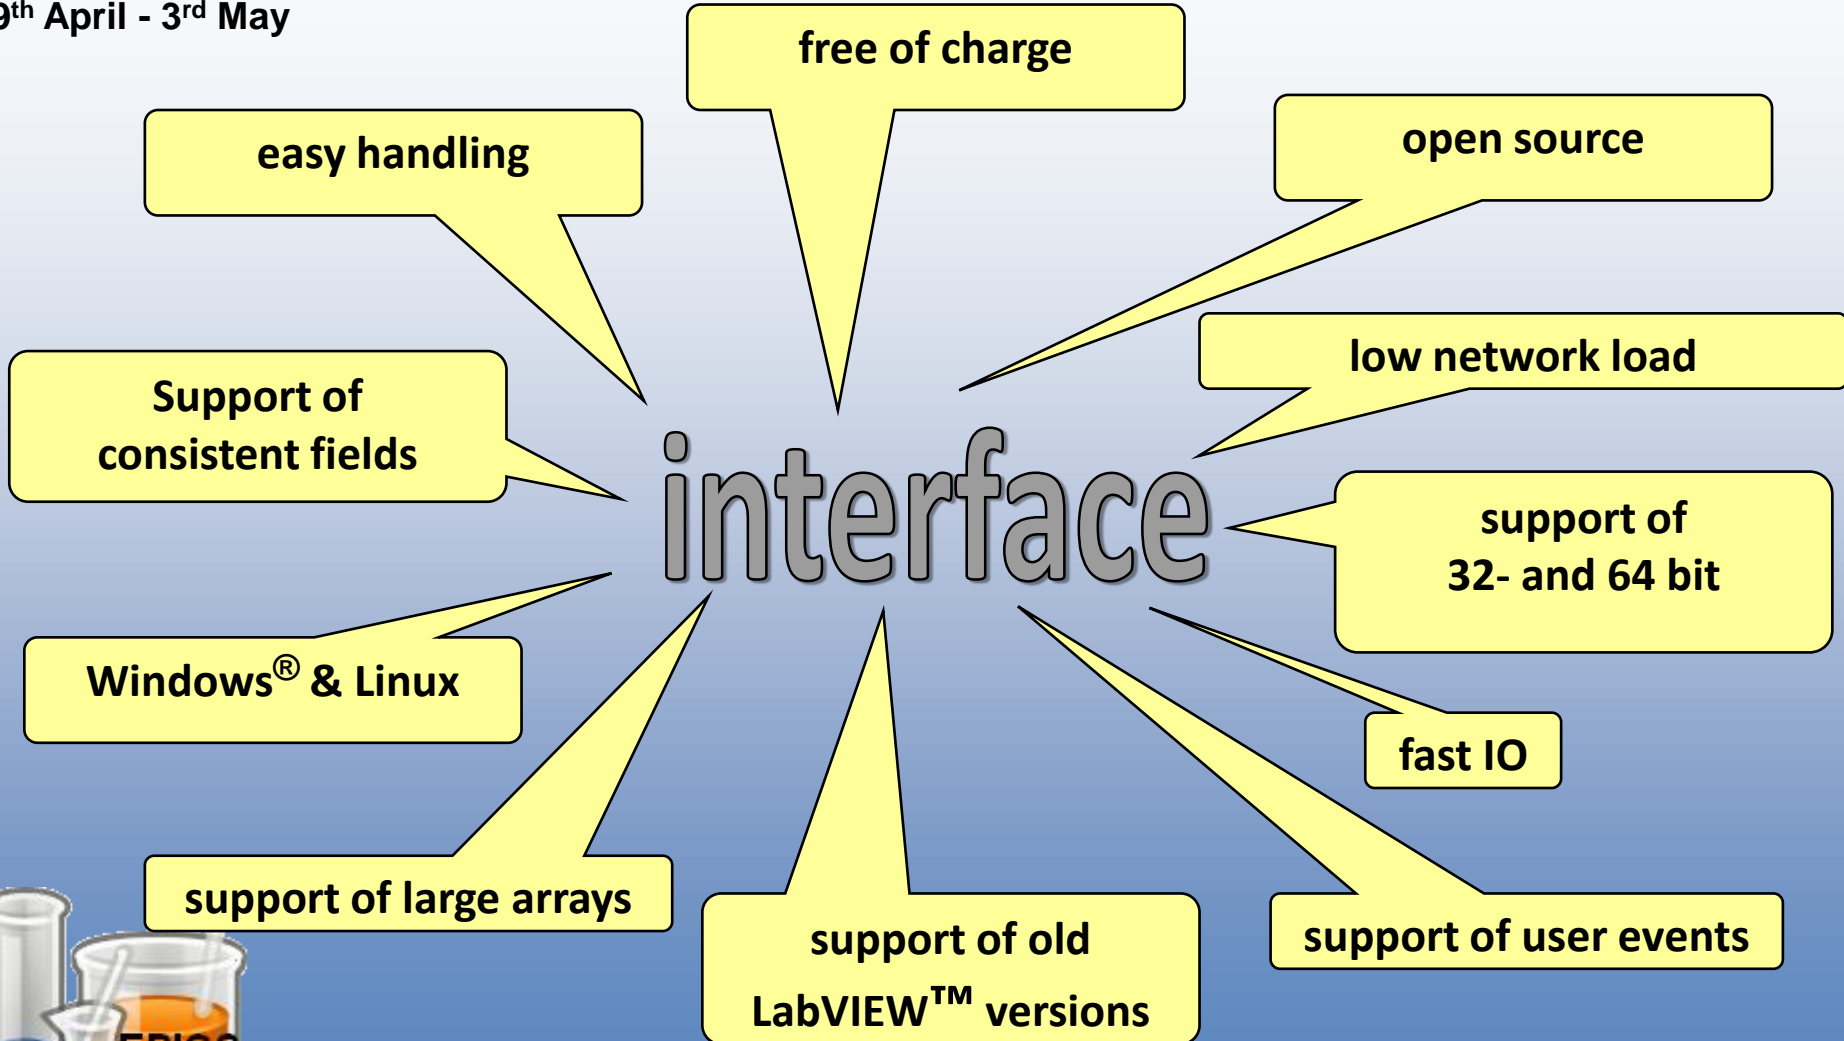 9th April - 3rd May
free of charge
easy handling
open source
low network load
Support of
consistent fields
interface
support of
32- and 64 bit
Windows® & Linux
fast IO
support of large arrays
support of old
LabVIEW™ versions
support of user events
EPICS